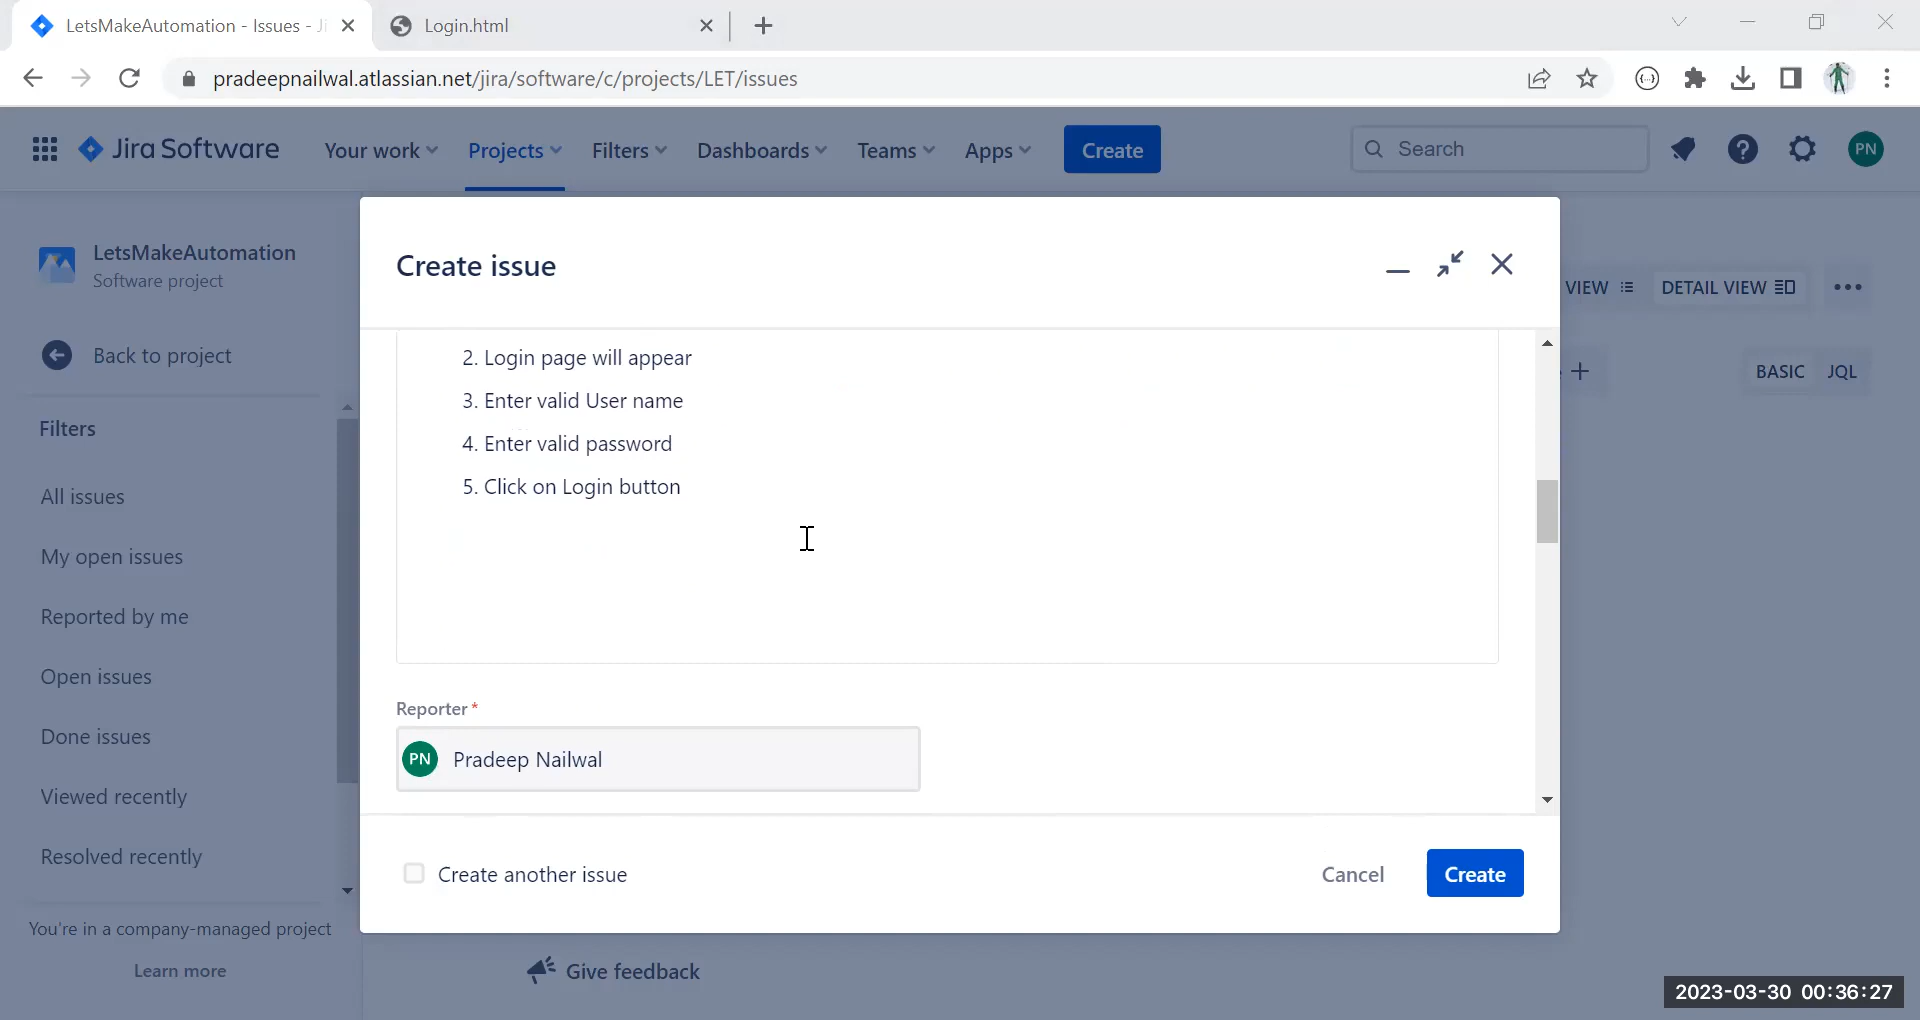 LetsMakeAutomation - Issues - Ji
Login.html
pradeepnailwal.atlassian.net/jira/software/c/projects/LET/issues
Jira Software
Your work
Projects
Filters
Dashboards
Teams
Apps
Create
Search
PN
LetsMakeAutomation
Software project
Back to project
Filters
All issues
My open issues
Reported by me
Open issues
Done issues
Viewed recently
Resolved recently
You're in a company-managed project
Learn more
VIEW
DETAIL VIEW
BASIC
JQL
Create issue
2. Login page will appear
3. Enter valid User name
4. Enter valid password
5. Click on Login button
Reporter *
PN Pradeep Nailwal
Create another issue
Cancel
Create
Give feedback
2023-03-30 00:36:27